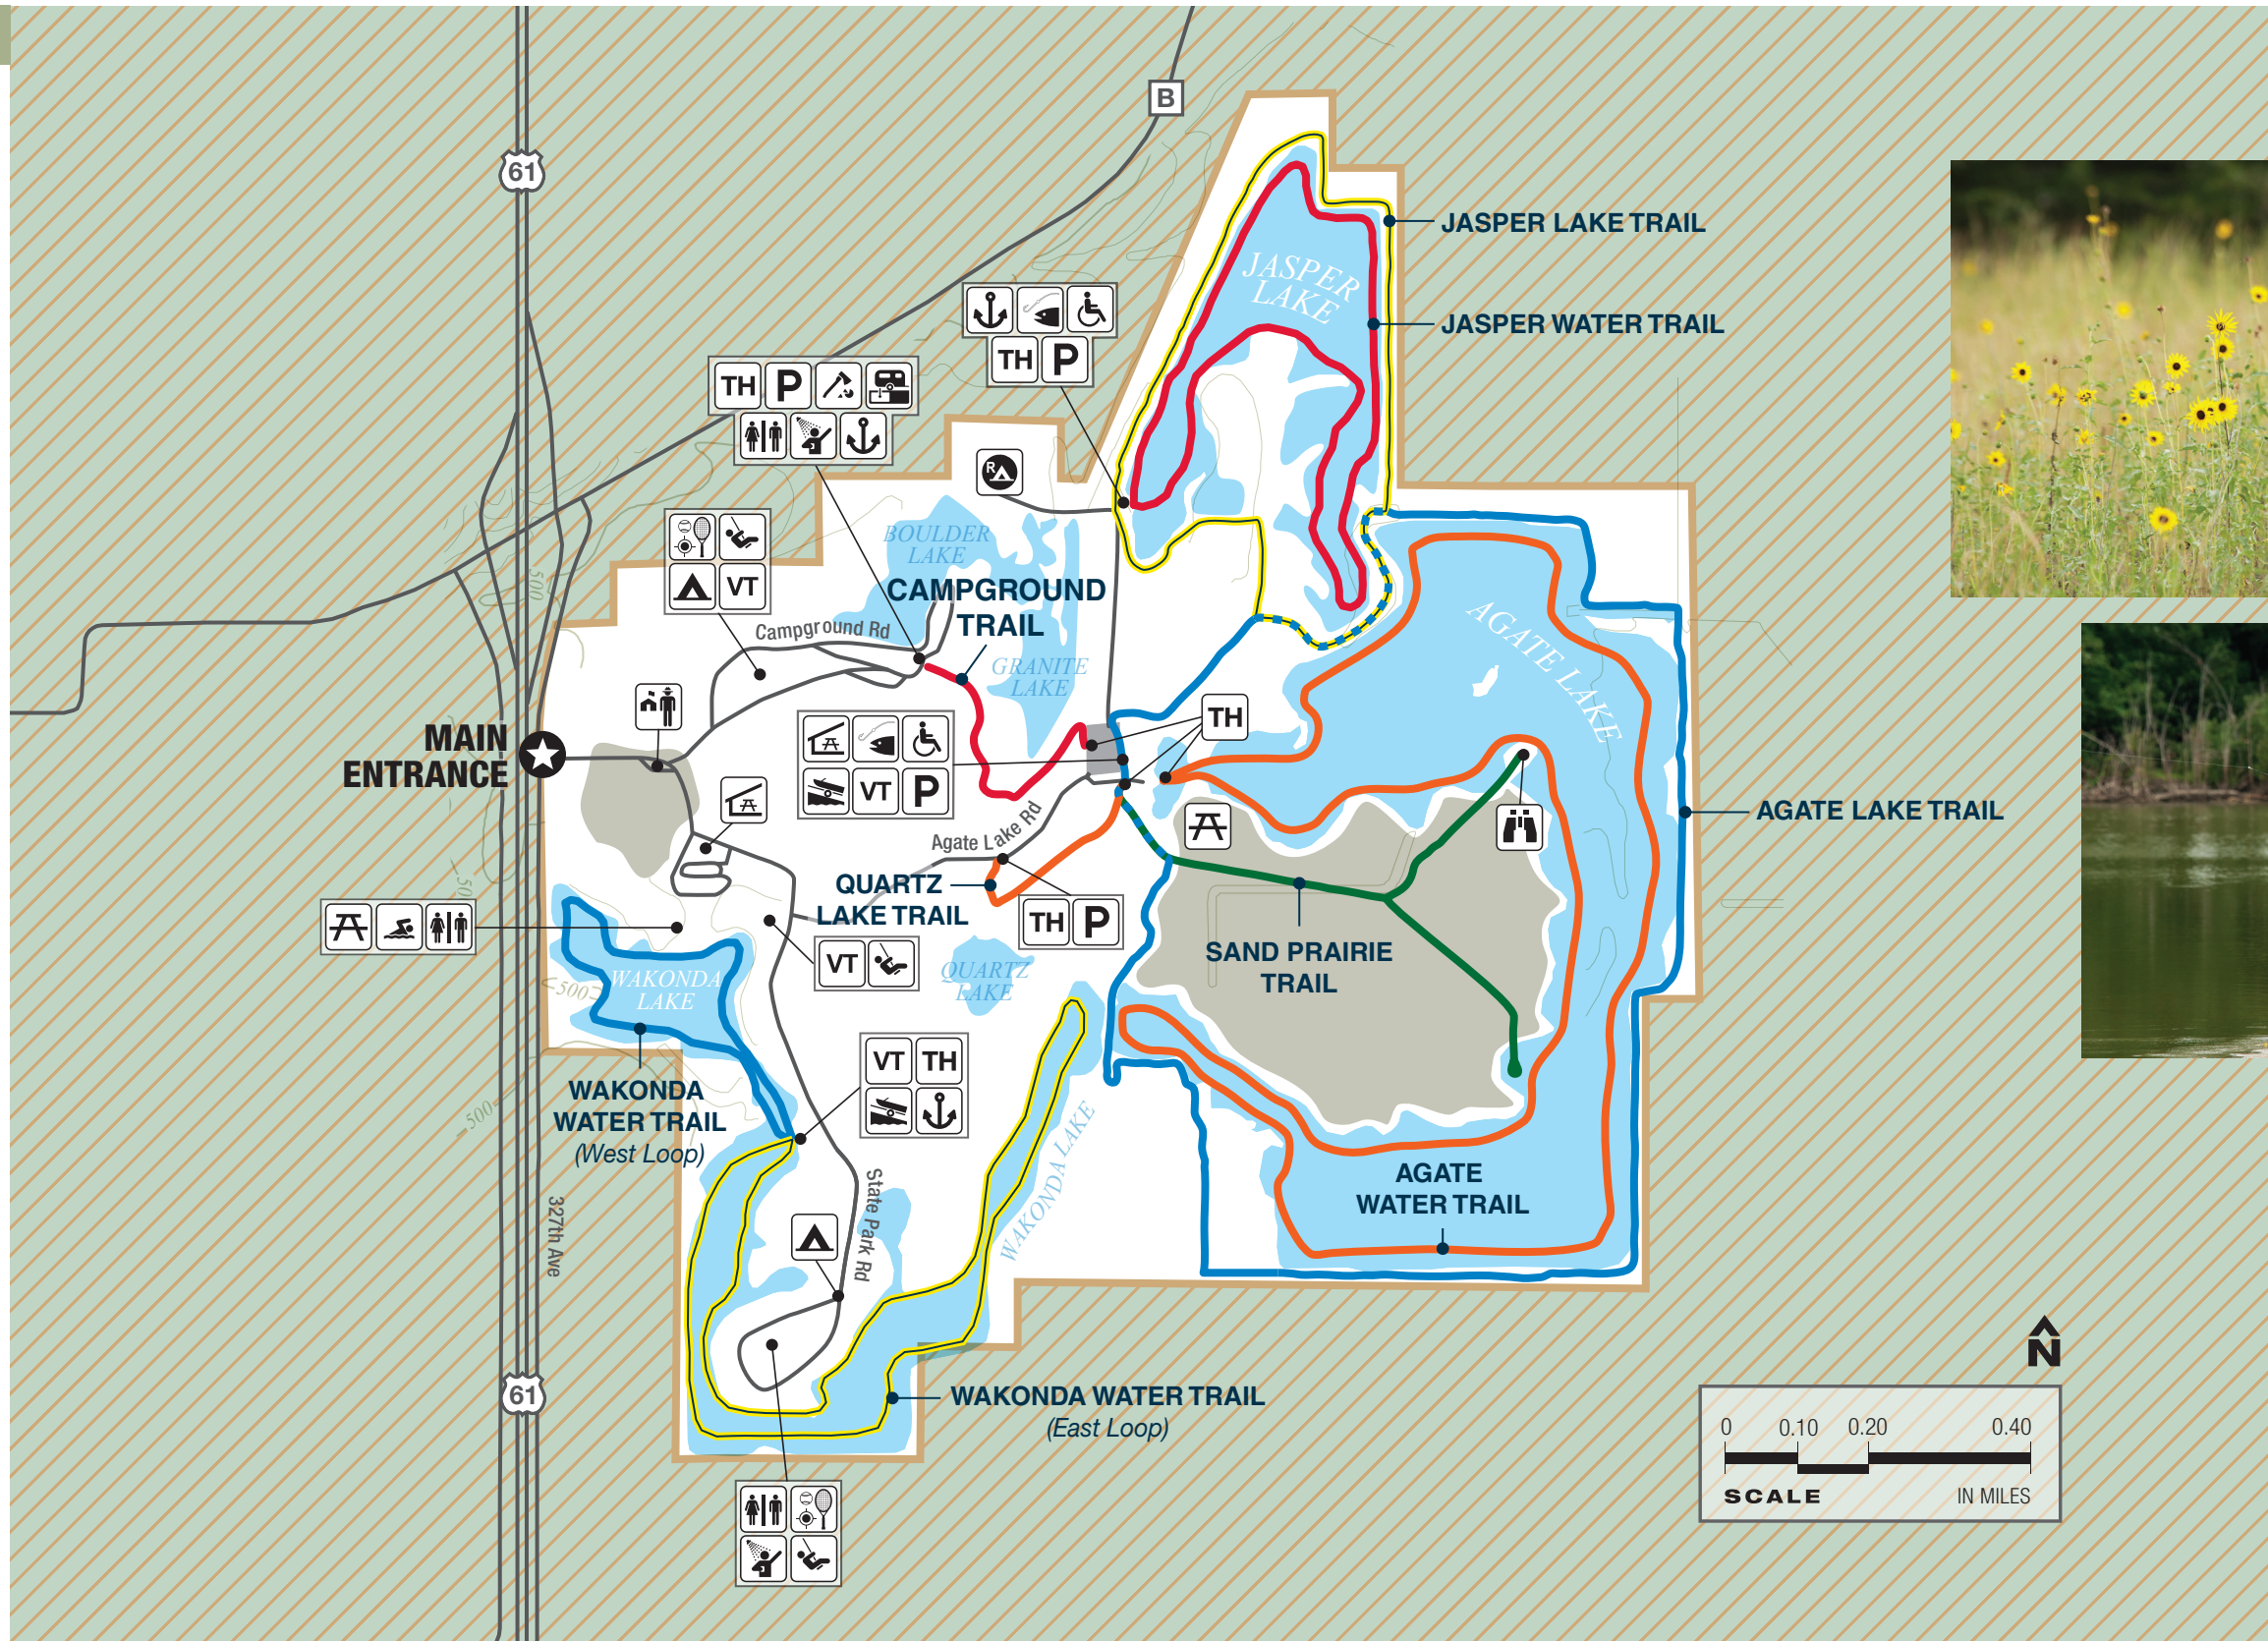 B
61
JASPER LAKE TRAIL
JASPER
LAKE
JASPER WATER TRAIL
TH P
TH P
R
BOULDER
LAKE
500
VT
CAMPGROUND
TRAIL
Campground Rd
GRANITE
LAKE
AGATE LAKE
TH
MAIN
ENTRANCE
VT P
AGATE LAKE TRAIL
Agate Lake Rd
QUARTZ
LAKE TRAIL
TH P
SAND PRAIRIE
TRAIL
VT
QUARTZ
LAKE
WAKONDA
LAKE
500
WAKONDA
WATER TRAIL
(West Loop)
500
VT TH
WAKONDA LAKE
AGATE
WATER TRAIL
State Park Rd
327th Ave
61
WAKONDA WATER TRAIL
(East Loop)
N
0 0.10 0.20 0.40
SCALE IN MILES